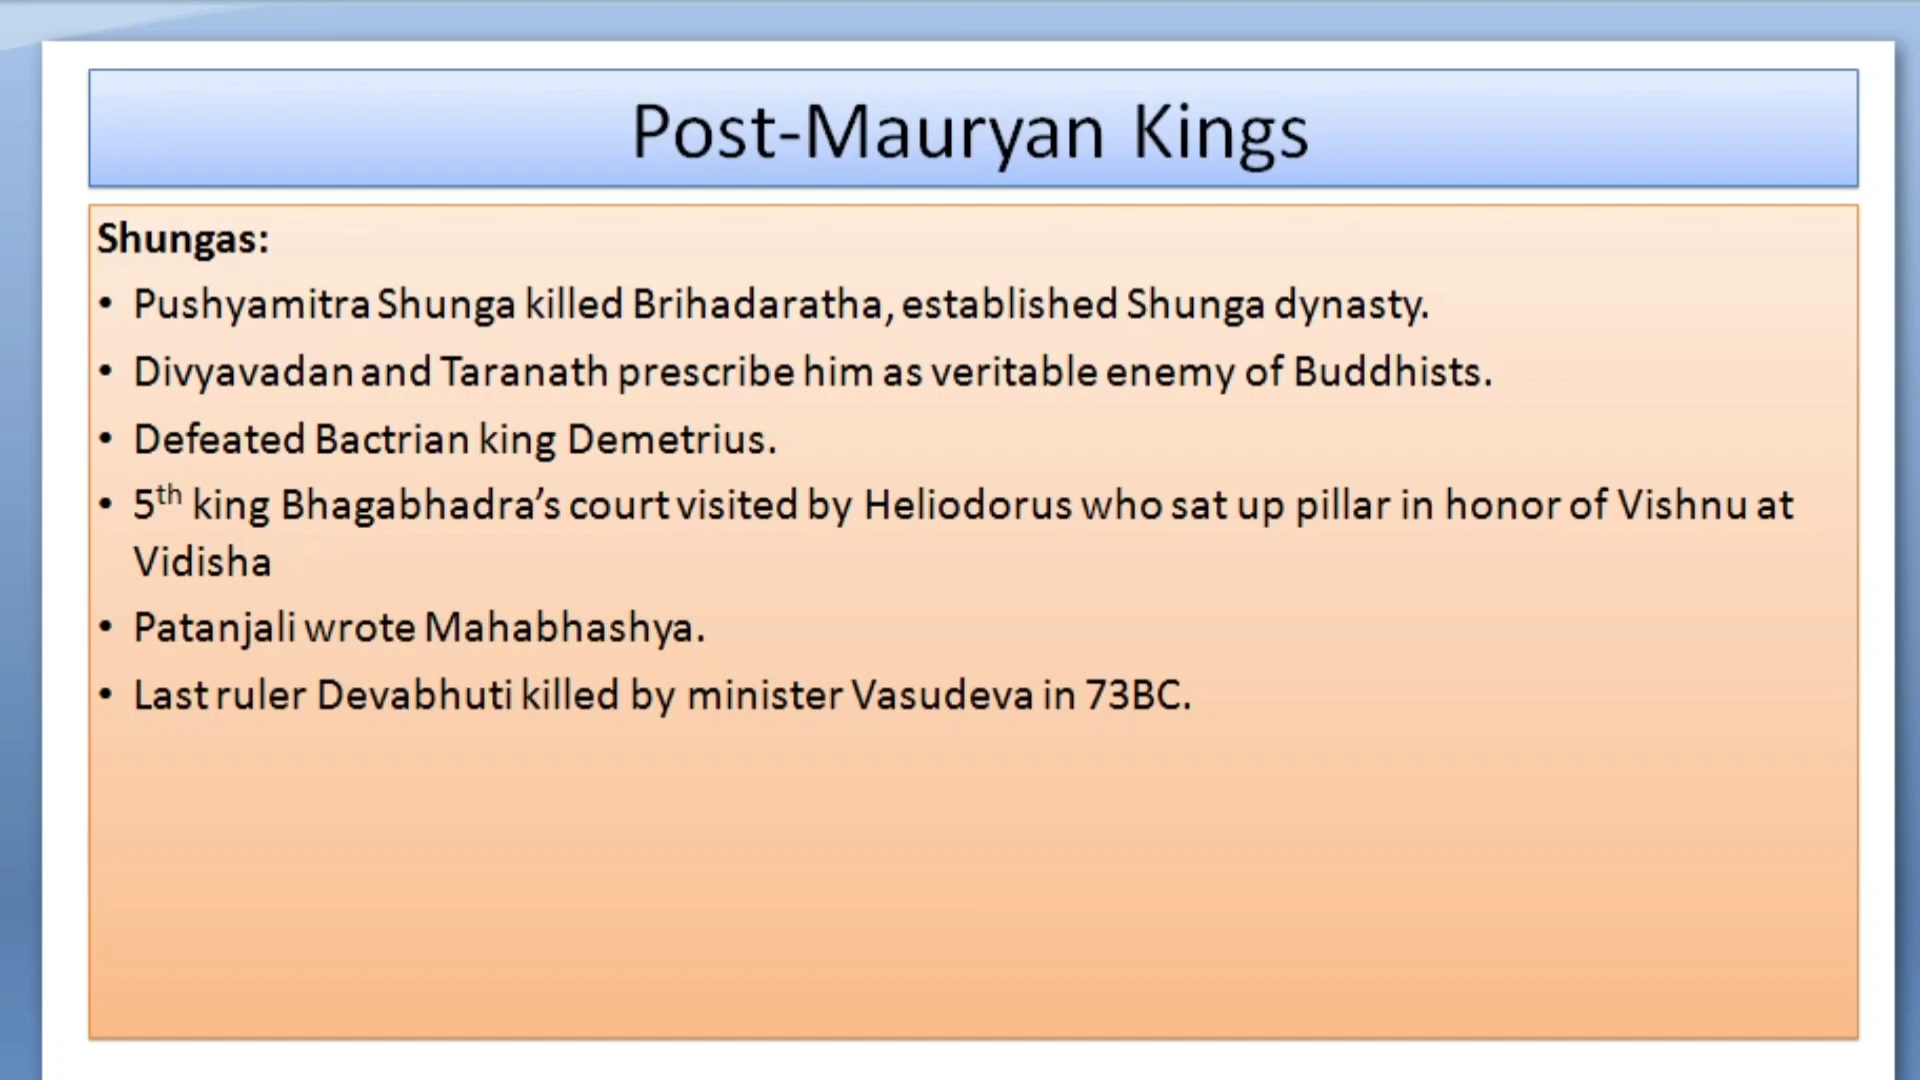 Post-Mauryan Kings
Shungas:
• Pushyamitra Shunga killed Brihadaratha, established Shunga dynasty.
• Divyavadan and Taranath prescribe him as veritable enemy of Buddhists.
• Defeated Bactrian king Demetrius.
• 5th king Bhagabhadra’s court visited by Heliodorus who sat up pillar in honor of Vishnu at
Vidisha
• Patanjali wrote Mahabhashya.
• Last ruler Devabhuti killed by minister Vasudeva in 73BC.